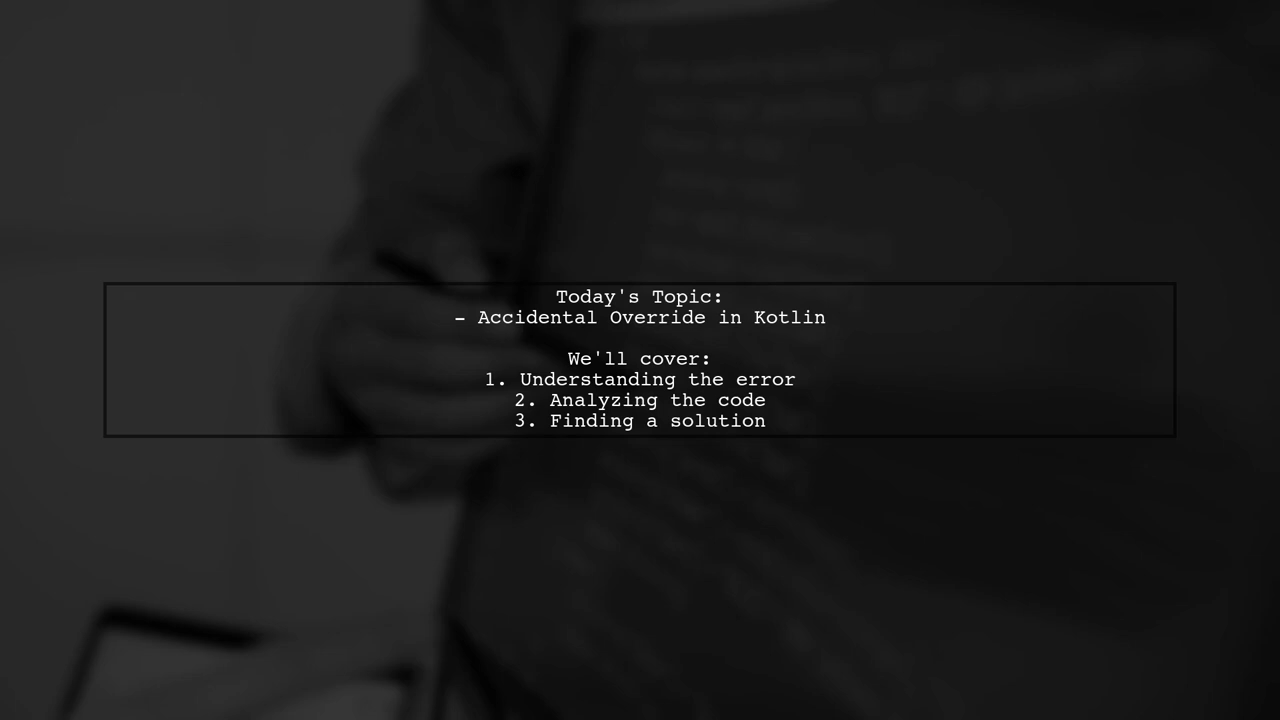 Today's Topic:
- Accidental Override in Kotlin
We'll cover:
1. Understanding the error
2. Analyzing the code
3. Finding a solution